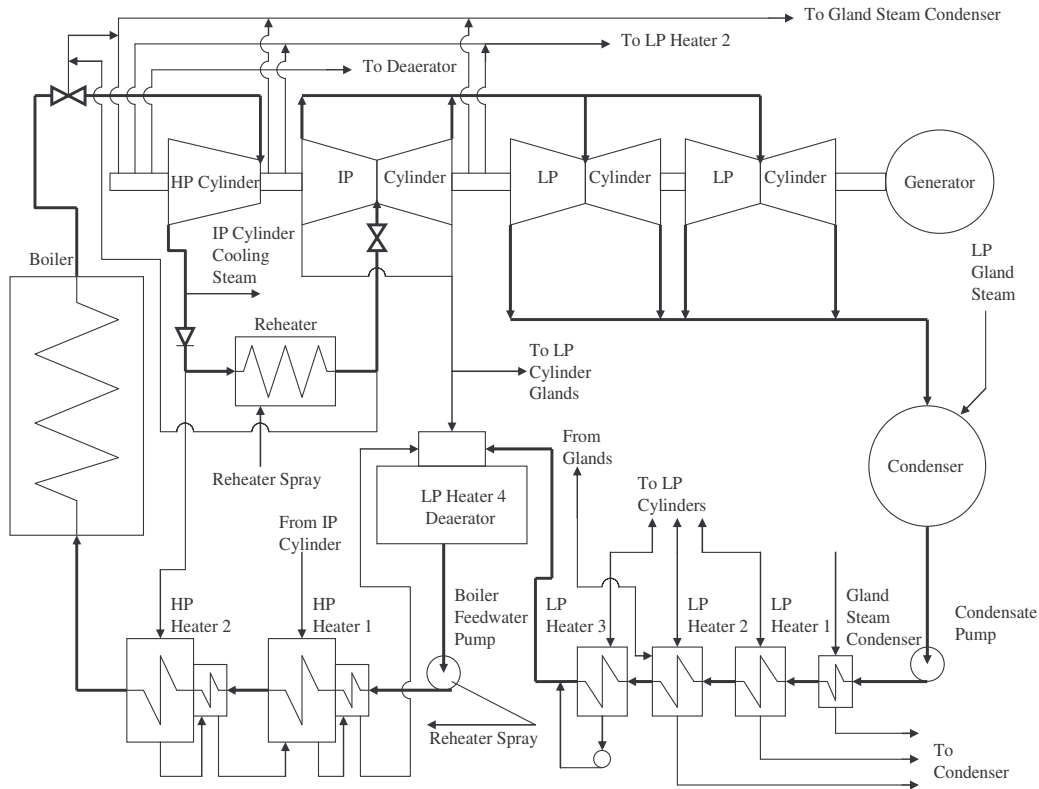 To Gland Steam Condenser
To LP Heater 2
To Deaerator
HP Cylinder
IP
Cylinder
LP
Cylinder
LP
Cylinder
Generator
IP Cylinder
Cooling
Steam
LP
Gland
Steam
Boiler
Reheater
To LP
Cylinder
Glands
Reheater Spray
From
Glands
Condenser
To LP
Cylinders
LP Heater 4
Deaerator
From IP
Cylinder
HP
Heater 2
HP
Heater 1
Boiler
Feedwater
Pump
LP
Heater 3
LP
Heater 2
LP
Heater 1
Gland
Steam
Condenser
Condensate
Pump
Reheater Spray
To
Condenser